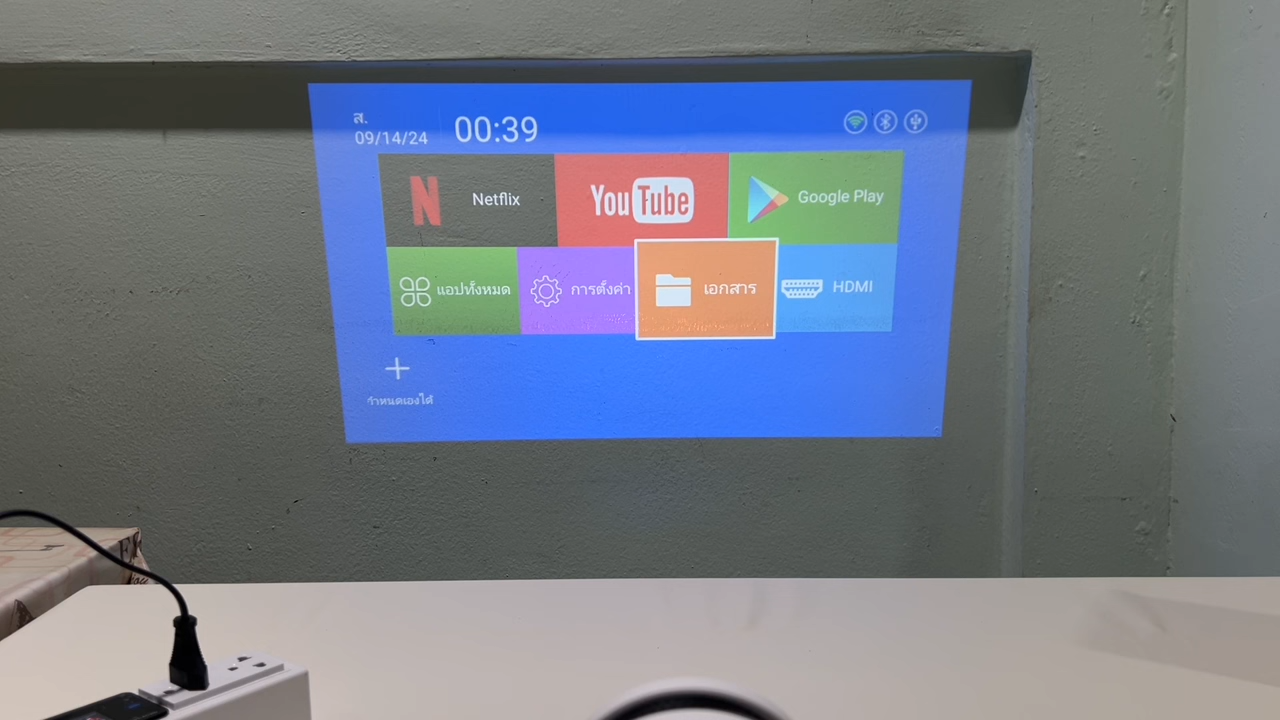 ส.
09/14/24
00:39
N Netflix
YouTube
Google Play
แอปทั้งหมด
การตั้งค่า
เอกสาร
HDMI
กำหนดเองได้